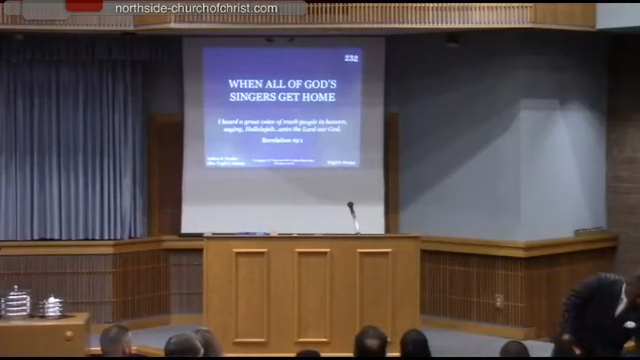 northside-churchofchrist.com
232
WHEN ALL OF GOD'S
SINGERS GET HOME
I heard a great voice of much people in heaven,
saying, Hallelujah...unto the Lord our God.
Revelation 19:1